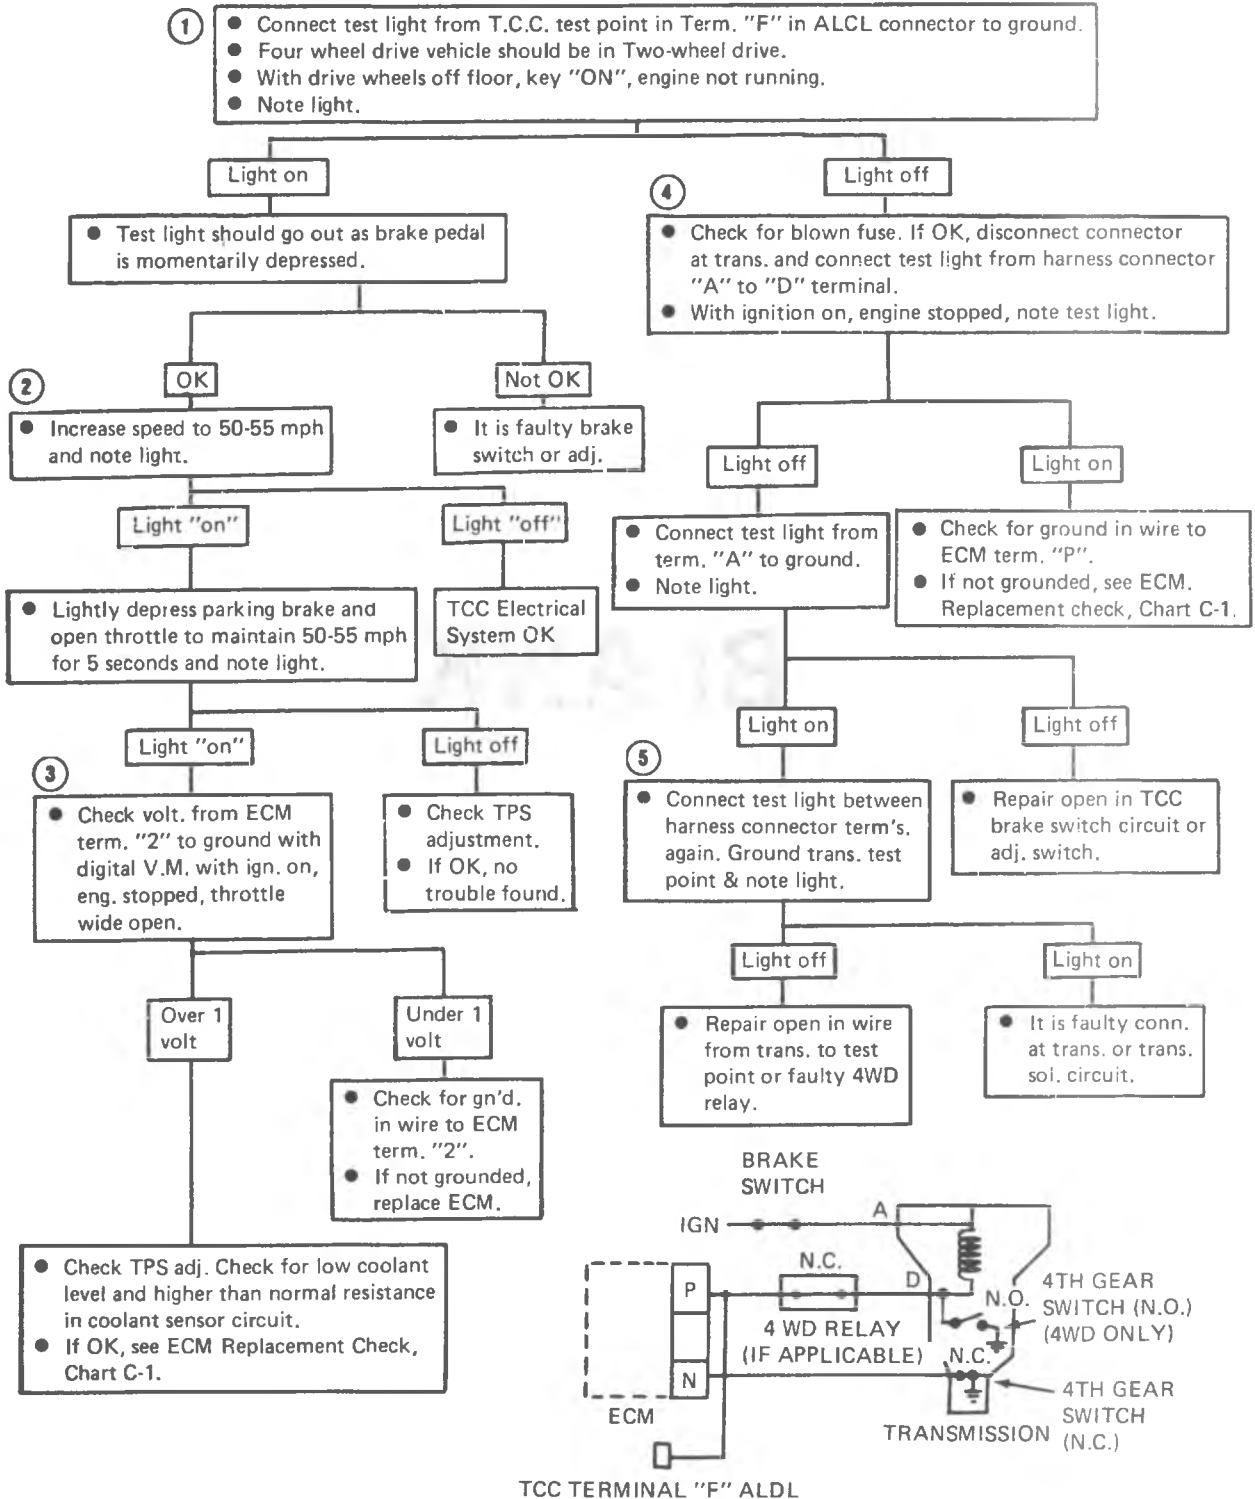 1
● Connect test light from T.C.C. test point in Term. "F" in ALCL connector to ground.
● Four wheel drive vehicle should be in Two-wheel drive.
● With drive wheels off floor, key "ON", engine not running.
● Note light.
Light on
Light off
● Test light should go out as brake pedal
is momentarily depressed.
4
● Check for blown fuse. If OK, disconnect connector
at trans. and connect test light from harness connector
"A" to "D" terminal.
● With ignition on, engine stopped, note test light.
OK
Not OK
2
● Increase speed to 50-55 mph
and note light.
● It is faulty brake
switch or adj.
Light off
Light on
Light "on"
Light "off"
● Connect test light from
term. "A" to ground.
● Note light.
● Check for ground in wire to
ECM term. "P".
● If not grounded, see ECM.
Replacement check, Chart C-1.
● Lightly depress parking brake and
open throttle to maintain 50-55 mph
for 5 seconds and note light.
TCC Electrical
System OK
Light "on"
Light off
Light on
Light off
3
● Check volt. from ECM
term. "2" to ground with
digital V.M. with ign. on,
eng. stopped, throttle
wide open.
● Check TPS
adjustment.
● If OK, no
trouble found.
5
● Connect test light between
harness connector term's.
again. Ground trans. test
point & note light.
● Repair open in TCC
brake switch circuit or
adj. switch.
Light off
Light on
Over 1
volt
Under 1
volt
● Repair open in wire
from trans. to test
point or faulty 4WD
relay.
● It is faulty conn.
at trans. or trans.
sol. circuit.
● Check for gn'd.
in wire to ECM
term. "2".
● If not grounded,
replace ECM.
● Check TPS adj. Check for low coolant
level and higher than normal resistance
in coolant sensor circuit.
● If OK, see ECM Replacement Check,
Chart C-1.
BRAKE
SWITCH
IGN
A
N.C.
D
P
N.O.
4TH GEAR
SWITCH (N.O.)
(4WD ONLY)
4 WD RELAY
(IF APPLICABLE)
N.C.
N
ECM
4TH GEAR
SWITCH
(N.C.)
TRANSMISSION
TCC TERMINAL "F" ALDL